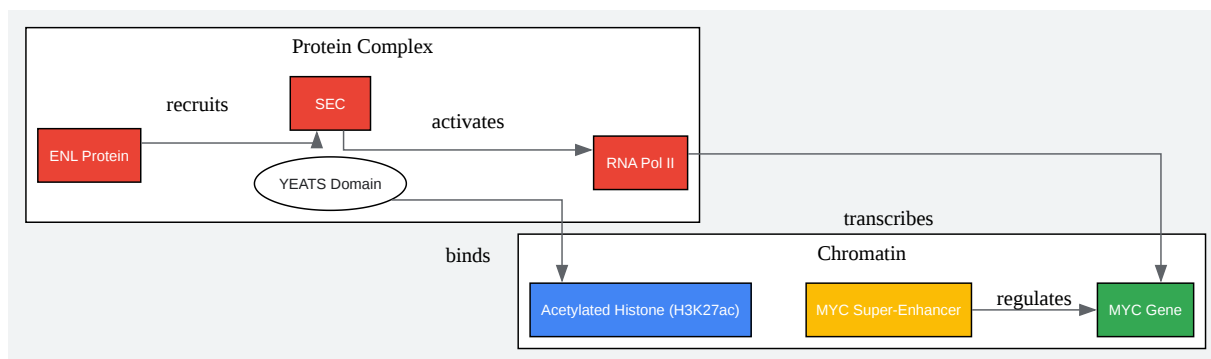 Protein Complex
SEC
recruits
activates
ENL Protein
RNA Pol II
YEATS Domain
transcribes
binds
Chromatin
Acetylated Histone (H3K27ac)
MYC Super-Enhancer
regulates
MYC Gene